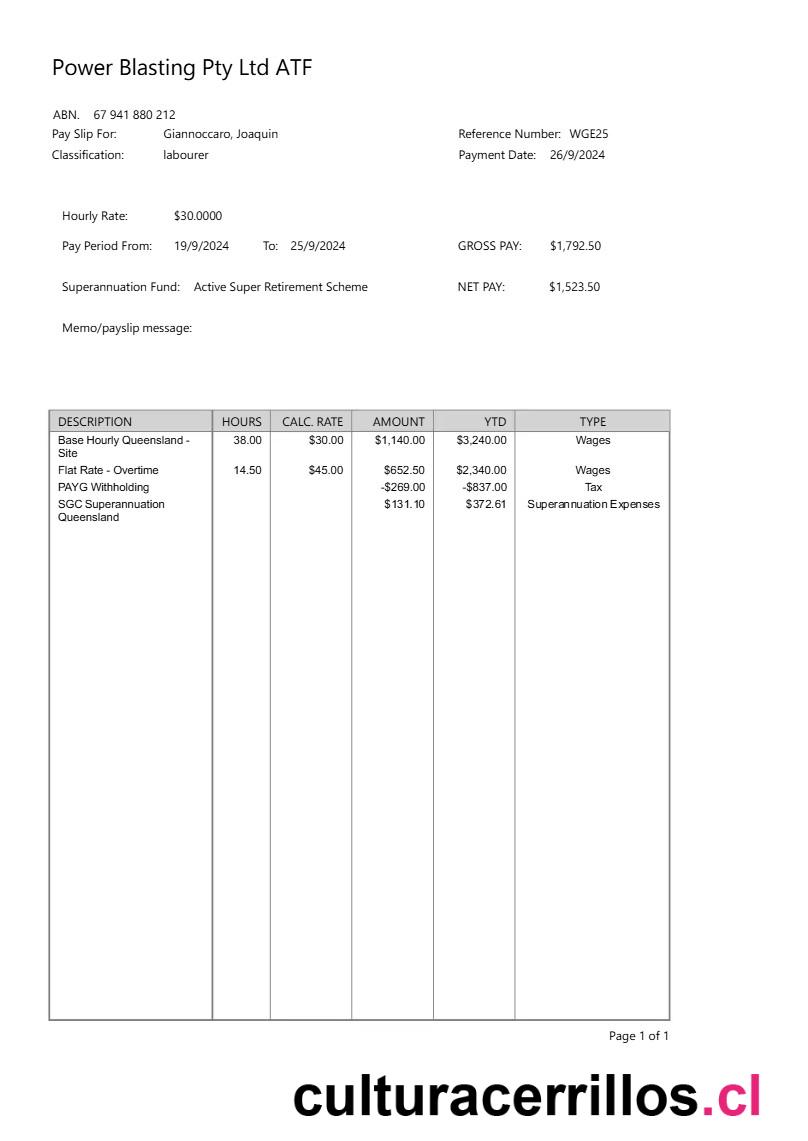 Power Blasting Pty Ltd ATF
ABN. 67 941 880 212
Pay Slip For: Giannoccaro, Joaquin Reference Number: WGE25
Classification: labourer Payment Date: 26/9/2024
Hourly Rate: $30.0000
Pay Period From: 19/9/2024 To: 25/9/2024 GROSS PAY: $1,792.50
Superannuation Fund: Active Super Retirement Scheme NET PAY: $1,523.50
Memo/payslip message:
DESCRIPTION HOURS CALC. RATE AMOUNT YTD TYPE
Base Hourly Queensland - 38.00 $30.00 $1,140.00 $3,240.00 Wages
Site
Flat Rate - Overtime 14.50 $45.00 $652.50 $2,340.00 Wages
PAYG Withholding -$269.00 -$837.00 Tax
SGC Superannuation $131.10 $372.61 Superannuation Expenses
Queensland
Page 1 of 1
culturacerrillos.cl